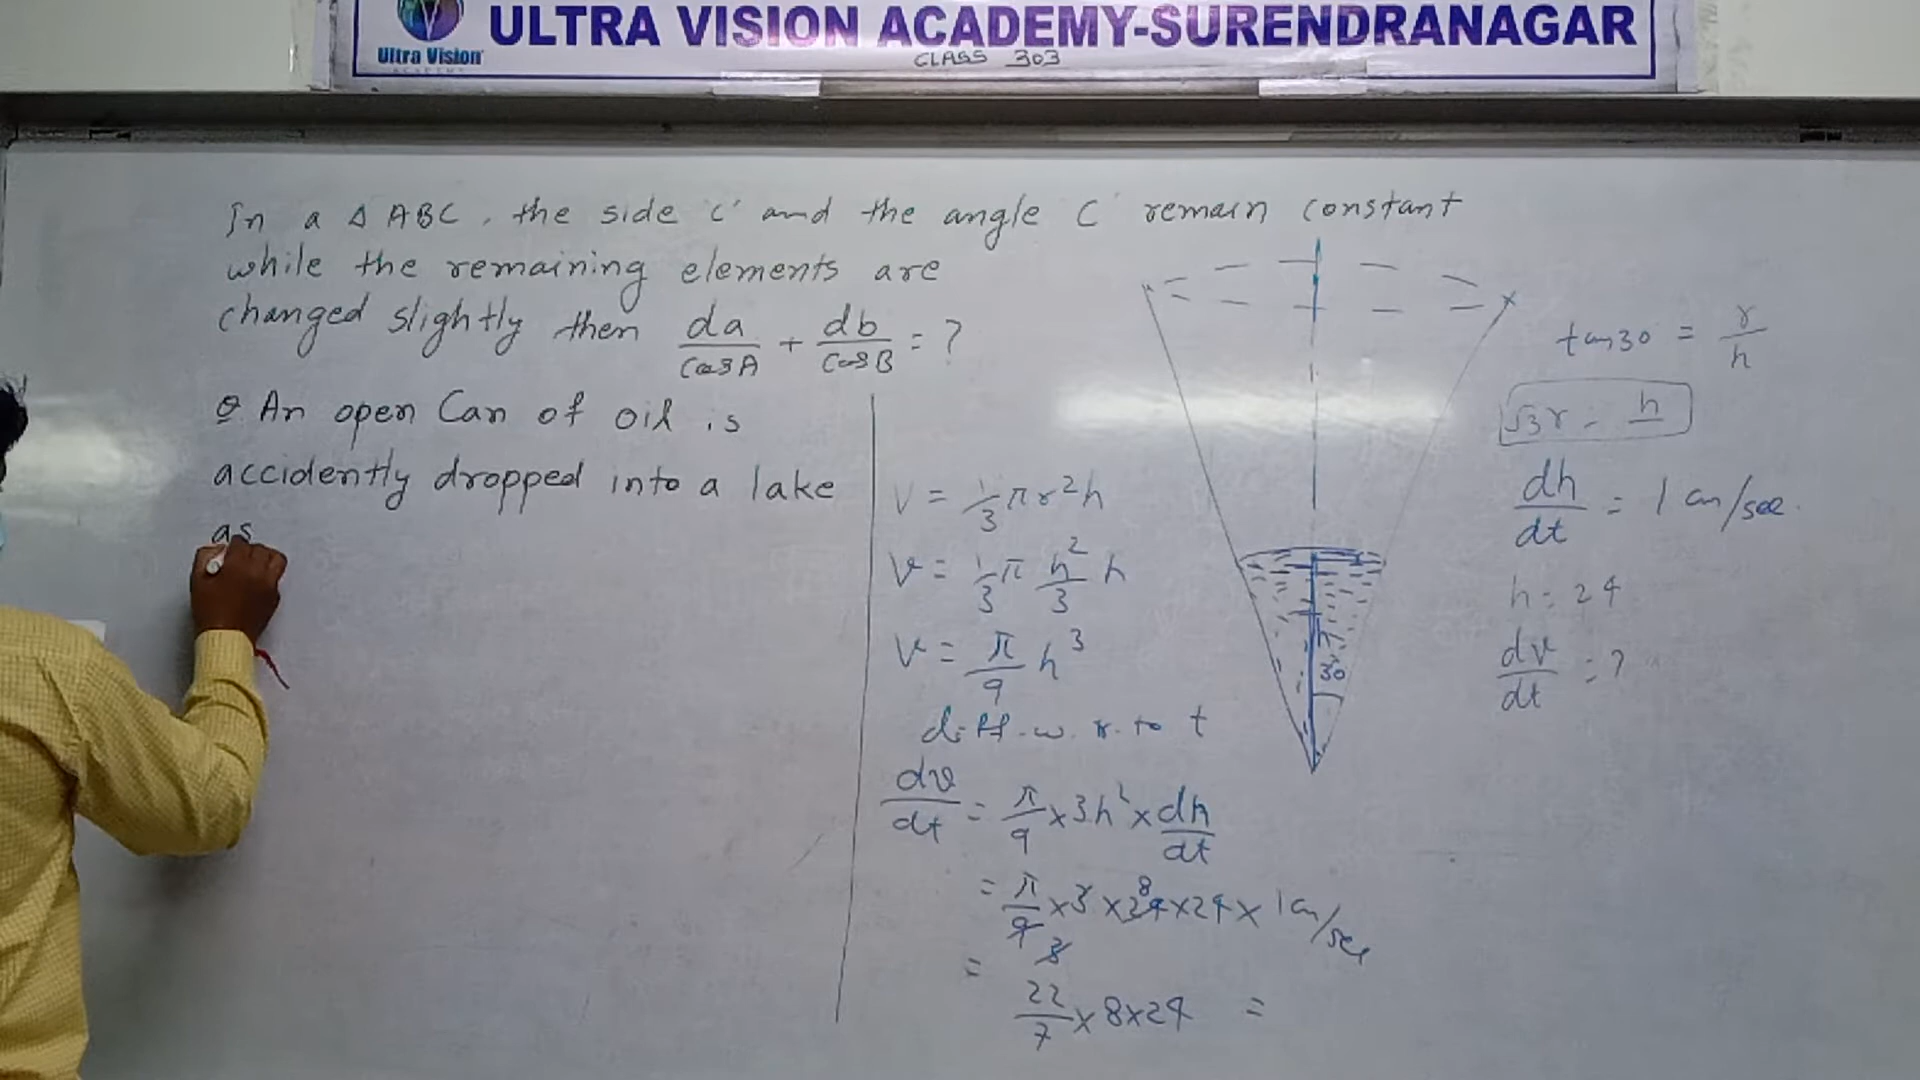 ULTRA VISION ACADEMY-SURENDRANAGAR
Ultra Vision
ACADEMY
CLASS 303
In a Δ ABC, the side 'c' and the angle 'C' remain constant
while the remaining elements are
changed slightly then da/cosA + db/cosB = ?
Q An open Can of oil is
accidently dropped into a lake
as
V = 1/3 πr²h
V = 1/3 π h²/3 h
V = π/9 h³
diff. w. r. to t
dv/dt = π/9 × 3h² × dh/dt
= π/9 × 3 × 24 × 24 × 1 cm/sec
8
3
=
22/7 × 8×24 =
h
30
tan30 = r/h
√3r = h
dh/dt = 1 cm/sec.
h = 24
dv/dt = ?